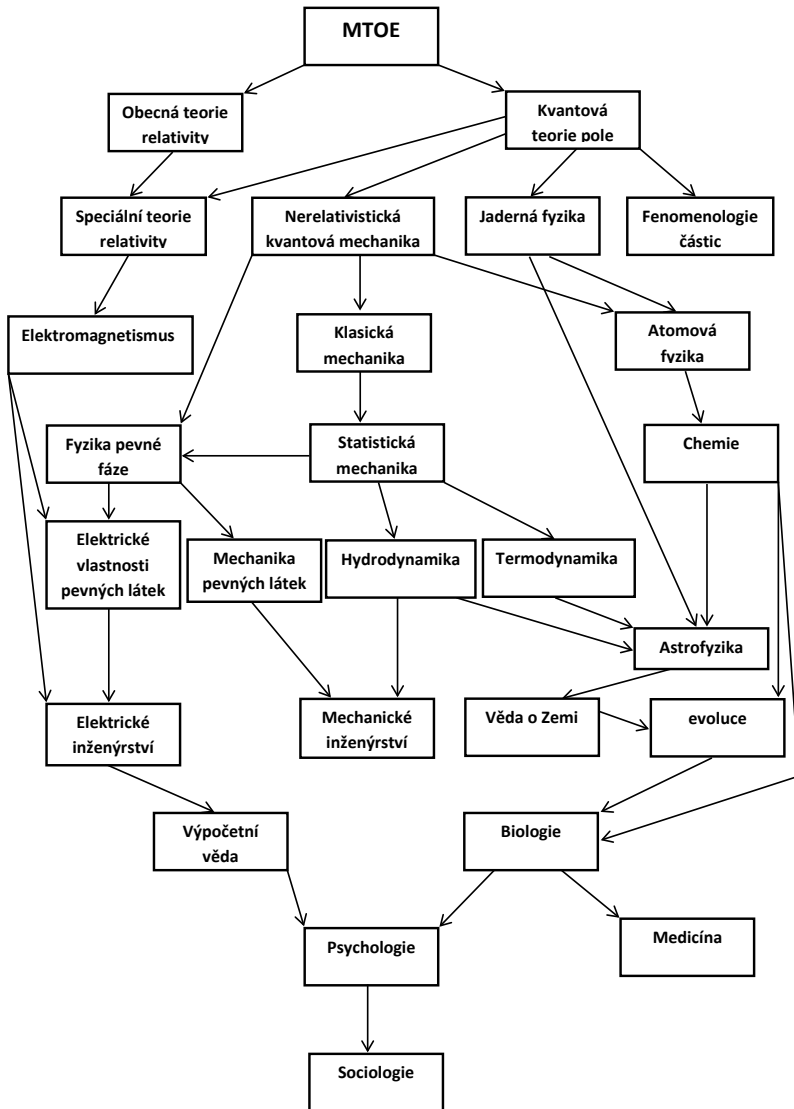 MTOE
Obecná teorie
relativity
Kvantová
teorie pole
Speciální teorie
relativity
Nerelativistická
kvantová mechanika
Jaderná fyzika
Fenomenologie
částic
Elektromagnetismus
Klasická
mechanika
Atomová
fyzika
Fyzika pevné
fáze
Statistická
mechanika
Chemie
Elektrické
vlastnosti
pevných látek
Mechanika
pevných látek
Hydrodynamika
Termodynamika
Astrofyzika
Elektrické
inženýrství
Mechanické
inženýrství
Věda o Zemi
evoluce
Výpočetní
věda
Biologie
Psychologie
Medicína
Sociologie